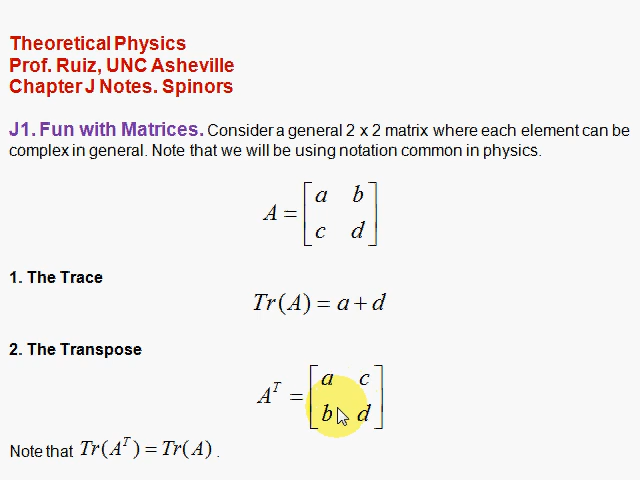 Theoretical Physics
Prof. Ruiz, UNC Asheville
Chapter J Notes. Spinors
J1. Fun with Matrices. Consider a general 2 x 2 matrix where each element can be
complex in general. Note that we will be using notation common in physics.
A = [a b
c d]
1. The Trace
Tr(A) = a + d
2. The Transpose
A^T = [a c
b d]
Note that Tr(A^T) = Tr(A) .